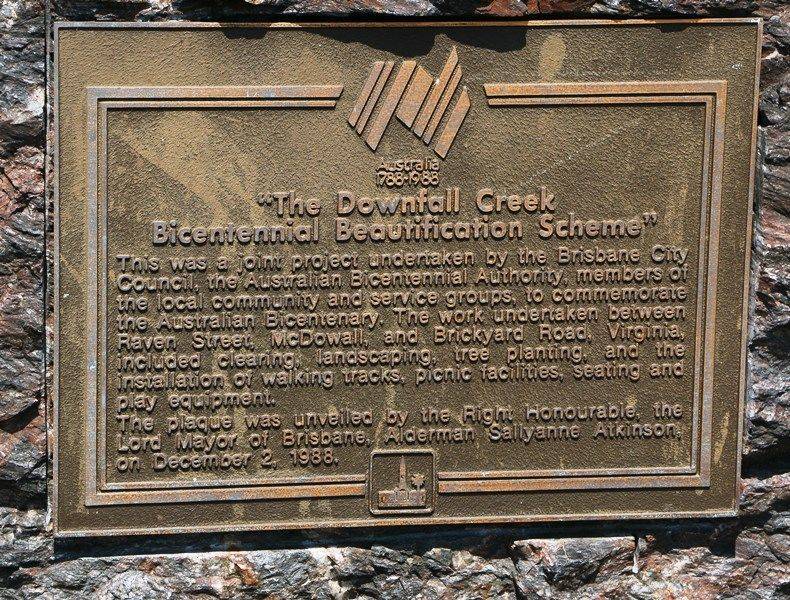 Australia
1788-1988
"The Downfall Creek
Bicentennial Beautification Scheme"
This was a joint project undertaken by the Brisbane City
Council, the Australian Bicentennial Authority, members of
the local community and service groups, to commemorate
the Australian Bicentenary. The work undertaken between
Raven Street, McDowall, and Brickyard Road, Virginia,
included clearing, landscaping, tree planting, and the
installation of walking tracks, picnic facilities, seating and
play equipment.
The plaque was unveiled by the Right Honourable, the
Lord Mayor of Brisbane, Alderman Sallyanne Atkinson,
on December 2, 1988.